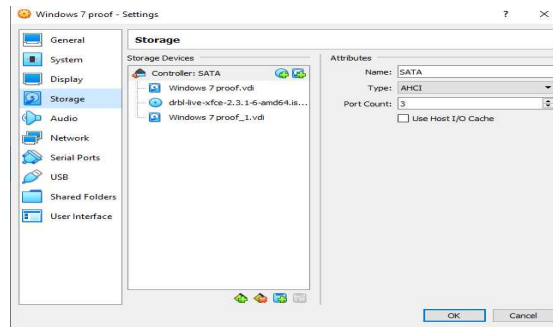 Windows 7 proof - Settings
? ×
General
System
Display
Storage
Audio
Network
Serial Ports
USB
Shared Folders
User Interface
Storage
Storage Devices
Controller: SATA
Windows 7 proof.vdi
drbl-live-xfce-2.3.1-6-amd64.is...
Windows 7 proof_1.vdi
Attributes
Name: SATA
Type: AHCI
Port Count: 3
Use Host I/O Cache
OK Cancel